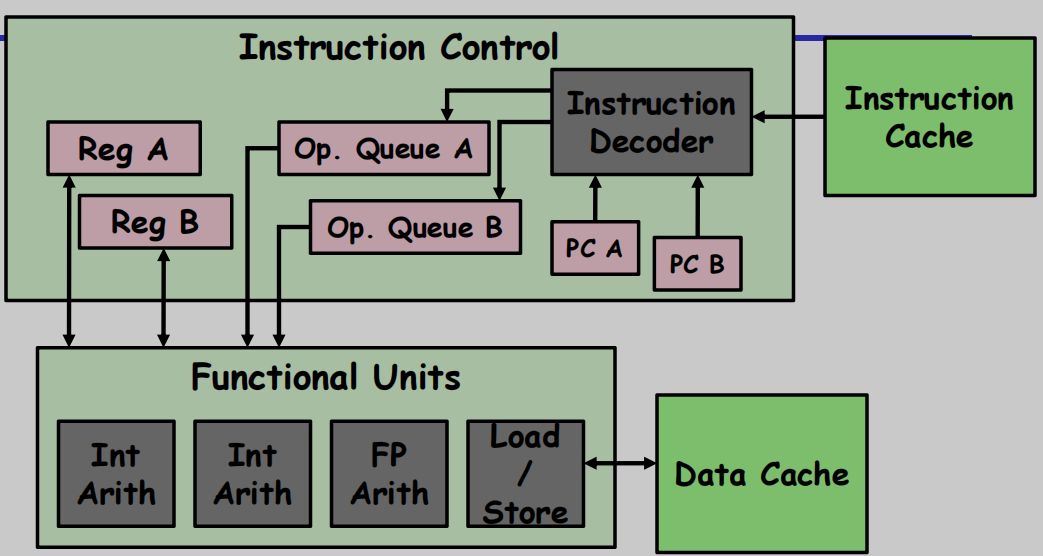 Instruction Control
Instruction
Decoder
Instruction
Cache
Reg A
Op. Queue A
Reg B
Op. Queue B
PC A
PC B
Functional Units
Int
Arith
Int
Arith
FP
Arith
Load
/
Store
Data Cache